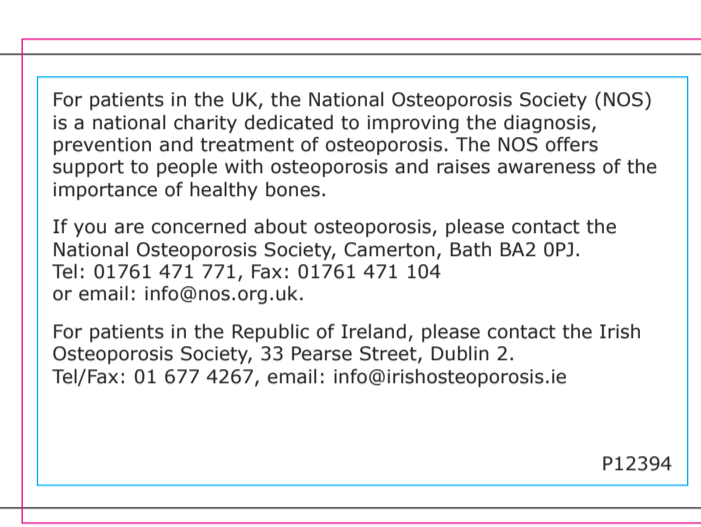 For patients in the UK, the National Osteoporosis Society (NOS)
is a national charity dedicated to improving the diagnosis,
prevention and treatment of osteoporosis. The NOS offers
support to people with osteoporosis and raises awareness of the
importance of healthy bones.
If you are concerned about osteoporosis, please contact the
National Osteoporosis Society, Camerton, Bath BA2 0PJ.
Tel: 01761 471 771, Fax: 01761 471 104
or email: info@nos.org.uk.
For patients in the Republic of Ireland, please contact the Irish
Osteoporosis Society, 33 Pearse Street, Dublin 2.
Tel/Fax: 01 677 4267, email: info@irishosteoporosis.ie
P12394